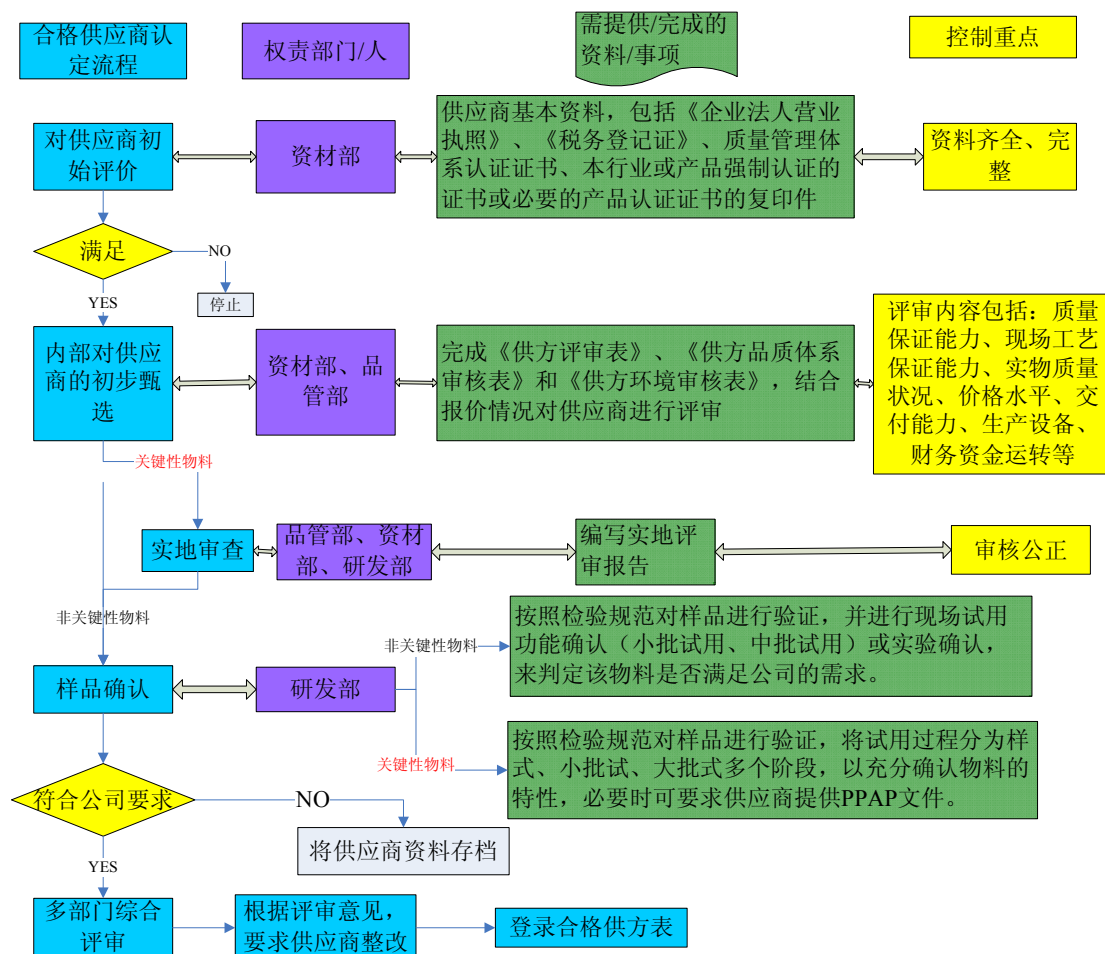 合格供应商认
定流程
权责部门/人
需提供/完成的
资料/事项
控制重点
对供应商初
始评价
资材部
供应商基本资料，包括《企业法人营业
执照》、《税务登记证》、质量管理体
系认证证书、本行业或产品强制认证的
证书或必要的产品认证证书的复印件
资料齐全、完
整
满足
NO
停止
YES
内部对供应
商的初步甄
选
资材部、品
管部
完成《供方评审表》、《供方品质体系
审核表》和《供方环境审核表》，结合
报价情况对供应商进行评审
评审内容包括：质量
保证能力、现场工艺
保证能力、实物质量
状况、价格水平、交
付能力、生产设备、
财务资金运转等
关键性物料
实地审查
品管部、资材
部、研发部
编写实地评
审报告
审核公正
非关键性物料
样品确认
研发部
非关键性物料
按照检验规范对样品进行验证，并进行现场试用
功能确认（小批试用、中批试用）或实验确认，
来判定该物料是否满足公司的需求。
关键性物料
按照检验规范对样品进行验证，将试用过程分为样
式、小批试、大批式多个阶段，以充分确认物料的
特性，必要时可要求供应商提供PPAP文件。
符合公司要求
NO
将供应商资料存档
YES
多部门综合
评审
根据评审意见，
要求供应商整改
登录合格供方表